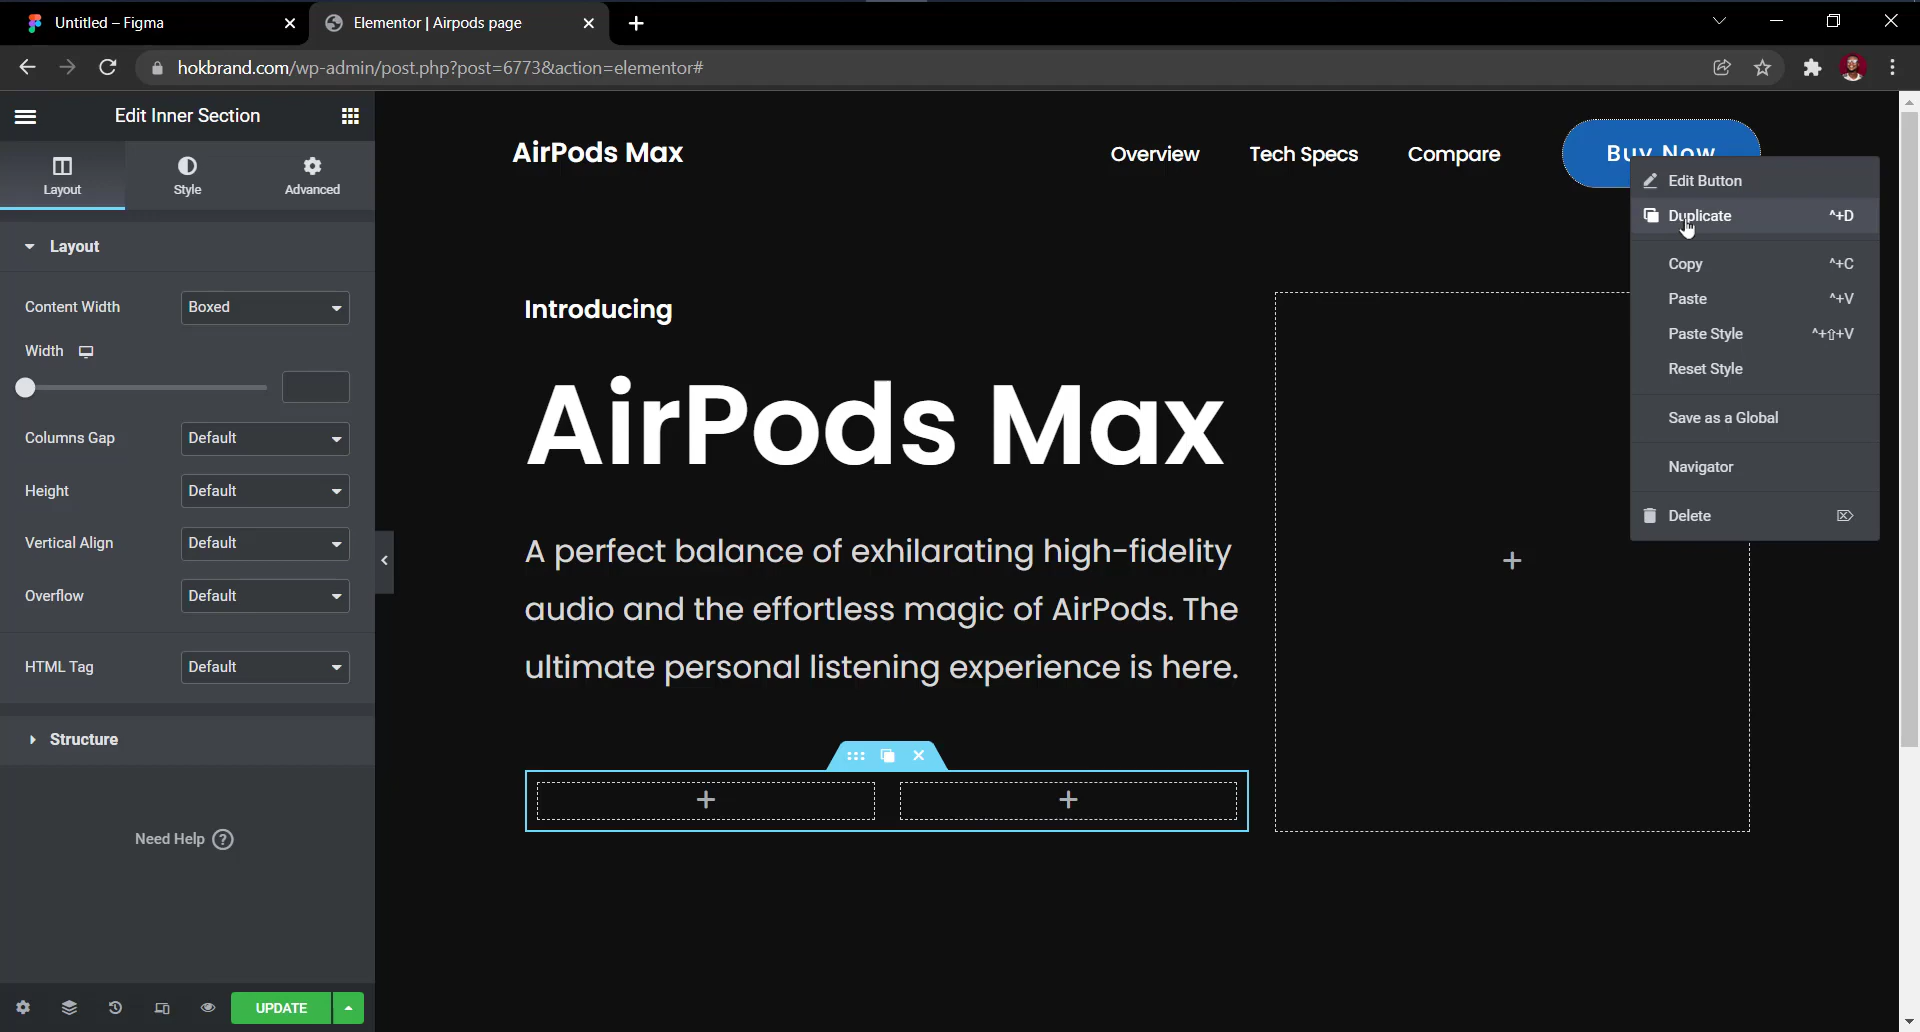 Untitled – Figma
Elementor | Airpods page
hokbrand.com/wp-admin/post.php?post=6773&action=elementor#
Edit Inner Section
Layout
Style
Advanced
Layout
Content Width
Boxed
Width
Columns Gap
Default
Height
Default
Vertical Align
Default
Overflow
Default
HTML Tag
Default
Structure
Need Help ?
UPDATE
AirPods Max
Overview
Tech Specs
Compare
Buy Now
Introducing
AirPods Max
A perfect balance of exhilarating high-fidelity
audio and the effortless magic of AirPods. The
ultimate personal listening experience is here.
Edit Button
Duplicate ^+D
Copy ^+C
Paste ^+V
Paste Style ^+⇧+V
Reset Style
Save as a Global
Navigator
Delete ⌦